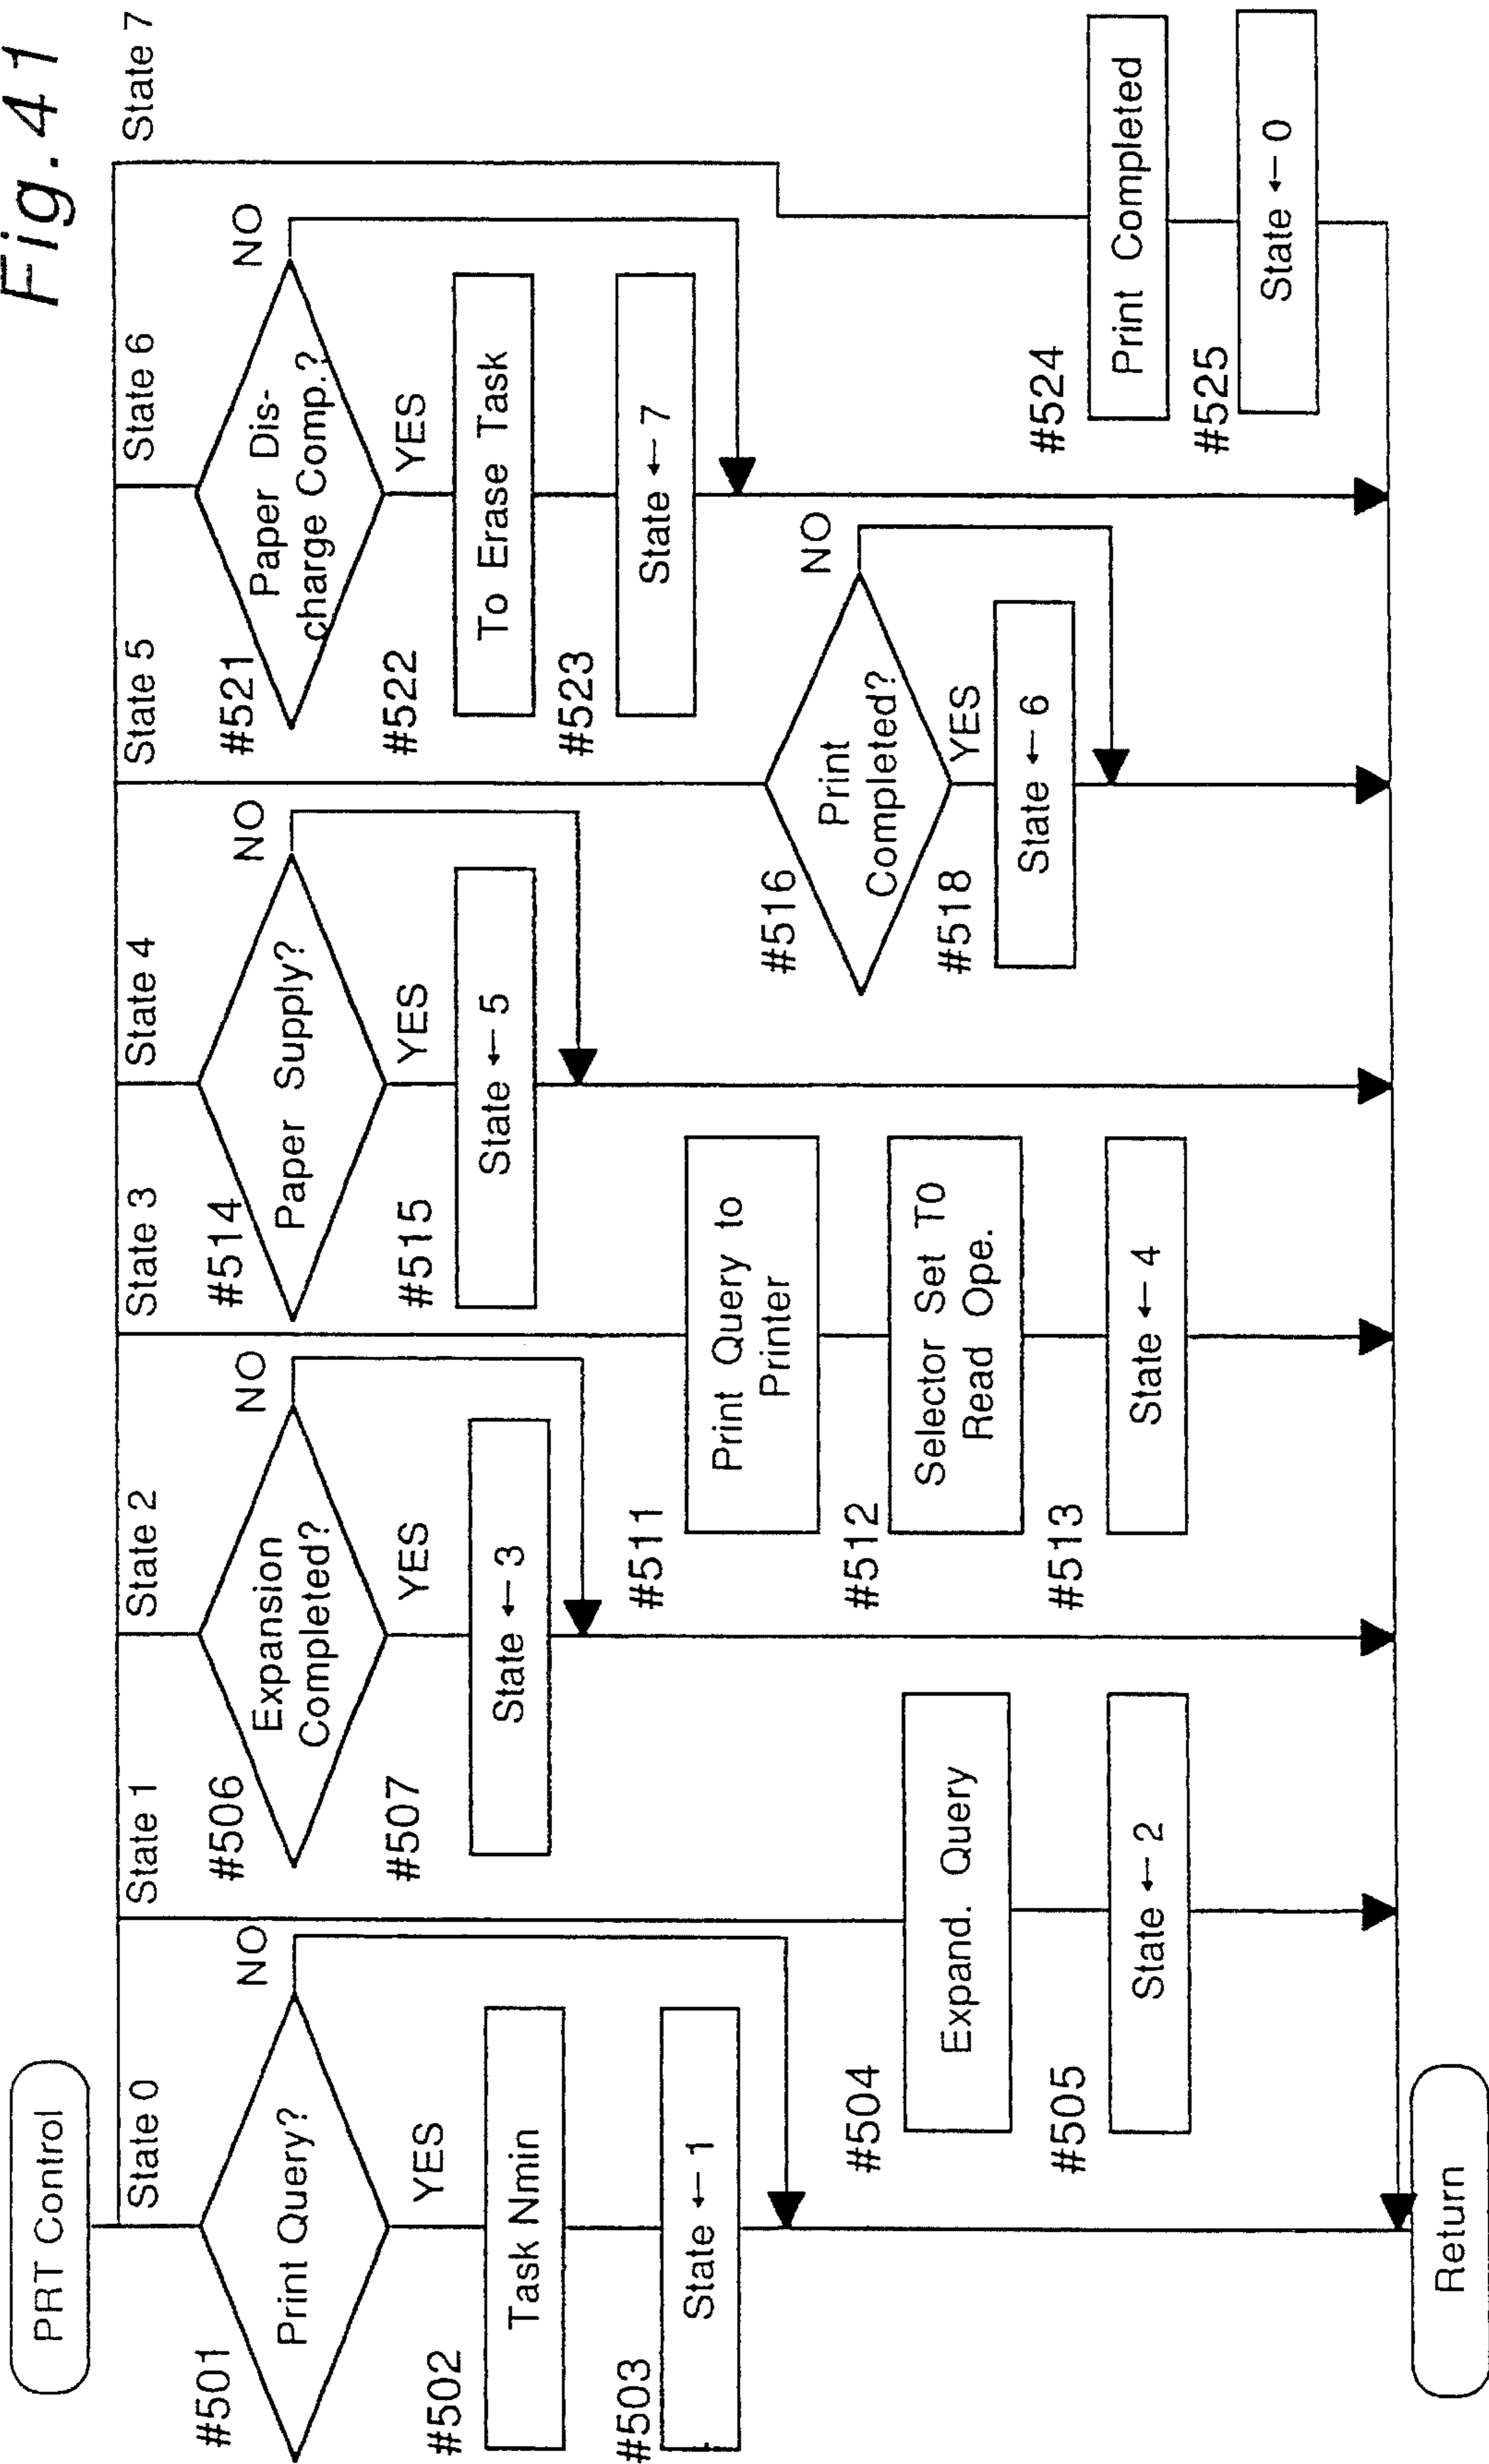 Fig. 41
PRT Control
State 0
#501
Print Query?
NO
YES
#502
Task Nmin
#503
State ← 1
State 1
#504
Expand. Query
#505
State ← 2
State 2
#506
Expansion
Completed?
NO
YES
#507
State ← 3
State 3
#511
Print Query to
Printer
#512
Selector Set TO
Read Ope.
#513
State ← 4
State 4
#514
Paper Supply?
NO
YES
#515
State ← 5
State 5
#516
Print
Completed?
NO
YES
#518
State ← 6
State 6
#521
Paper Dis-
charge Comp.?
NO
YES
#522
To Erase Task
#523
State ← 7
State 7
#524
Print Completed
#525
State ← 0
Return